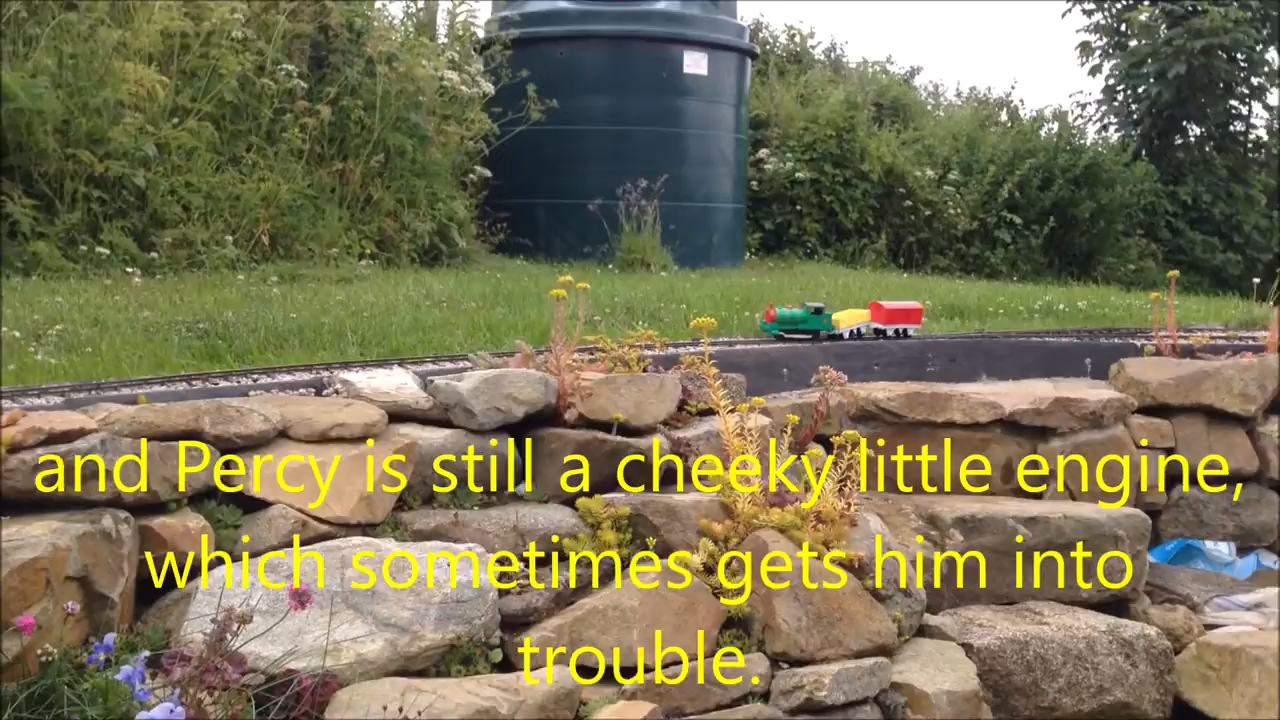 and Percy is still a cheeky little engine,
which sometimes gets him into
trouble.